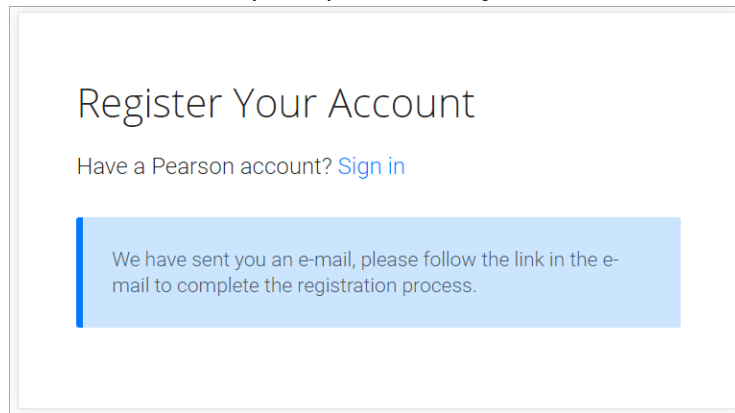 Register Your Account
Have a Pearson account? Sign in
We have sent you an e-mail, please follow the link in the e-
mail to complete the registration process.